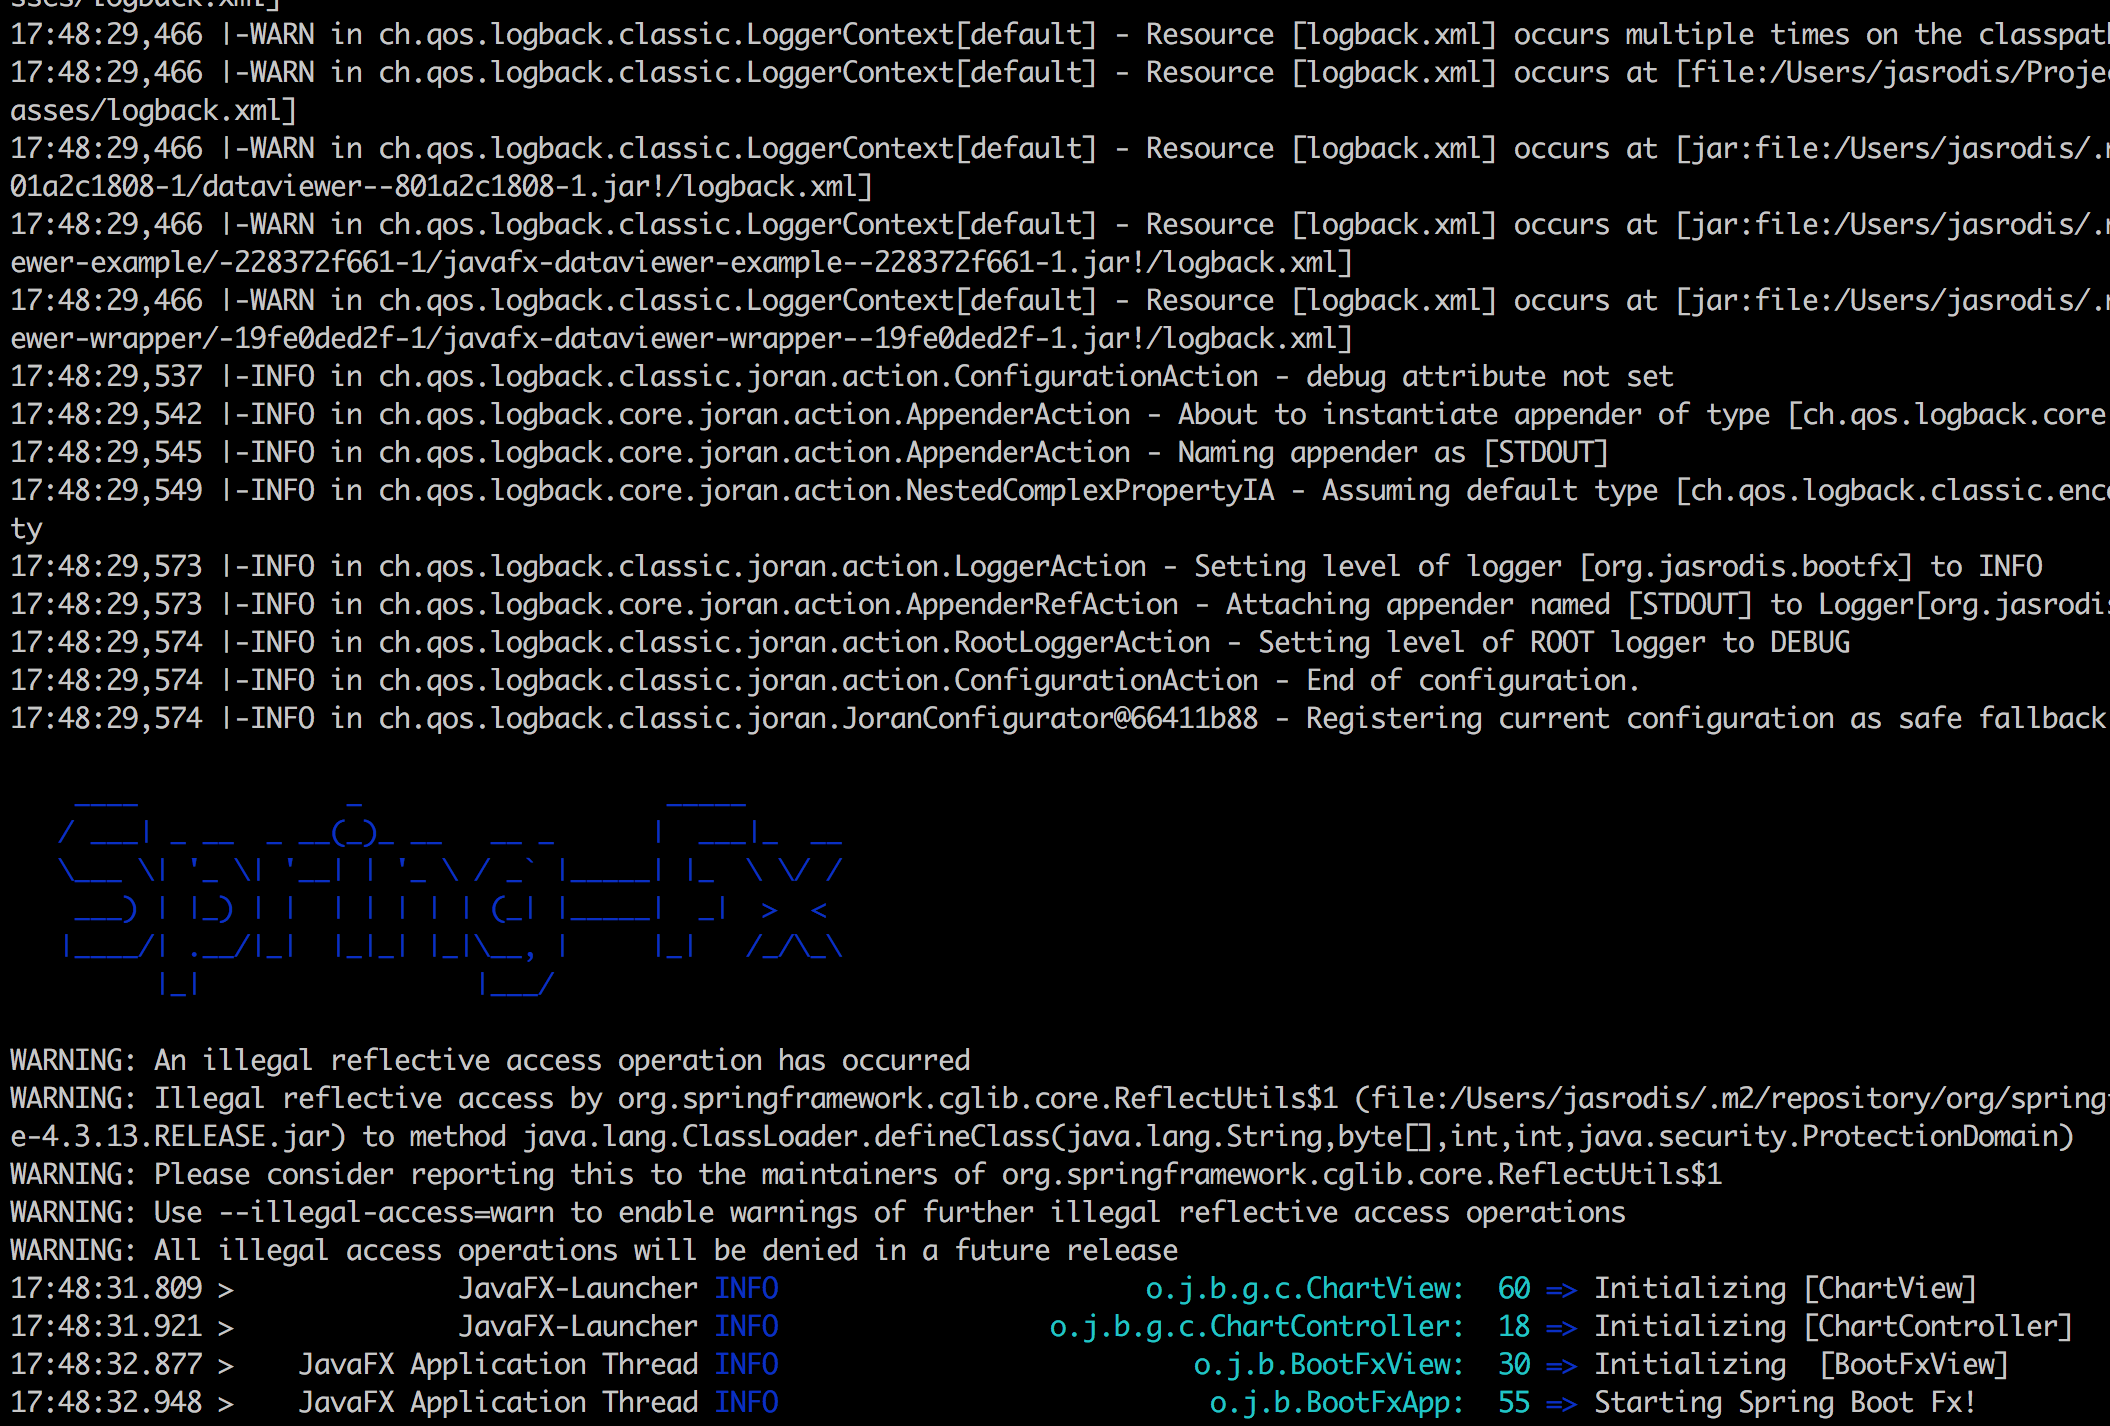 sses/logback.xml]
17:48:29,466 |-WARN in ch.qos.logback.classic.LoggerContext[default] - Resource [logback.xml] occurs multiple times on the classpath
17:48:29,466 |-WARN in ch.qos.logback.classic.LoggerContext[default] - Resource [logback.xml] occurs at [file:/Users/jasrodis/Proje
asses/logback.xml]
17:48:29,466 |-WARN in ch.qos.logback.classic.LoggerContext[default] - Resource [logback.xml] occurs at [jar:file:/Users/jasrodis/.
01a2c1808-1/dataviewer--801a2c1808-1.jar!/logback.xml]
17:48:29,466 |-WARN in ch.qos.logback.classic.LoggerContext[default] - Resource [logback.xml] occurs at [jar:file:/Users/jasrodis/.
ewer-example/-228372f661-1/javafx-dataviewer-example--228372f661-1.jar!/logback.xml]
17:48:29,466 |-WARN in ch.qos.logback.classic.LoggerContext[default] - Resource [logback.xml] occurs at [jar:file:/Users/jasrodis/.
ewer-wrapper/-19fe0ded2f-1/javafx-dataviewer-wrapper--19fe0ded2f-1.jar!/logback.xml]
17:48:29,537 |-INFO in ch.qos.logback.classic.joran.action.ConfigurationAction - debug attribute not set
17:48:29,542 |-INFO in ch.qos.logback.core.joran.action.AppenderAction - About to instantiate appender of type [ch.qos.logback.core.
17:48:29,545 |-INFO in ch.qos.logback.core.joran.action.AppenderAction - Naming appender as [STDOUT]
17:48:29,549 |-INFO in ch.qos.logback.core.joran.action.NestedComplexPropertyIA - Assuming default type [ch.qos.logback.classic.enc
ty
17:48:29,573 |-INFO in ch.qos.logback.classic.joran.action.LoggerAction - Setting level of logger [org.jasrodis.bootfx] to INFO
17:48:29,573 |-INFO in ch.qos.logback.core.joran.action.AppenderRefAction - Attaching appender named [STDOUT] to Logger[org.jasrodis
17:48:29,574 |-INFO in ch.qos.logback.classic.joran.action.RootLoggerAction - Setting level of ROOT logger to DEBUG
17:48:29,574 |-INFO in ch.qos.logback.classic.joran.action.ConfigurationAction - End of configuration.
17:48:29,574 |-INFO in ch.qos.logback.classic.joran.JoranConfigurator@66411b88 - Registering current configuration as safe fallback
Spring-Fx
WARNING: An illegal reflective access operation has occurred
WARNING: Illegal reflective access by org.springframework.cglib.core.ReflectUtils$1 (file:/Users/jasrodis/.m2/repository/org/spring
e-4.3.13.RELEASE.jar) to method java.lang.ClassLoader.defineClass(java.lang.String,byte[],int,int,java.security.ProtectionDomain)
WARNING: Please consider reporting this to the maintainers of org.springframework.cglib.core.ReflectUtils$1
WARNING: Use --illegal-access=warn to enable warnings of further illegal reflective access operations
WARNING: All illegal access operations will be denied in a future release
17:48:31.809 > JavaFX-Launcher INFO o.j.b.g.c.ChartView: 60 => Initializing [ChartView]
17:48:31.921 > JavaFX-Launcher INFO o.j.b.g.c.ChartController: 18 => Initializing [ChartController]
17:48:32.877 > JavaFX Application Thread INFO o.j.b.BootFxView: 30 => Initializing [BootFxView]
17:48:32.948 > JavaFX Application Thread INFO o.j.b.BootFxApp: 55 => Starting Spring Boot Fx!